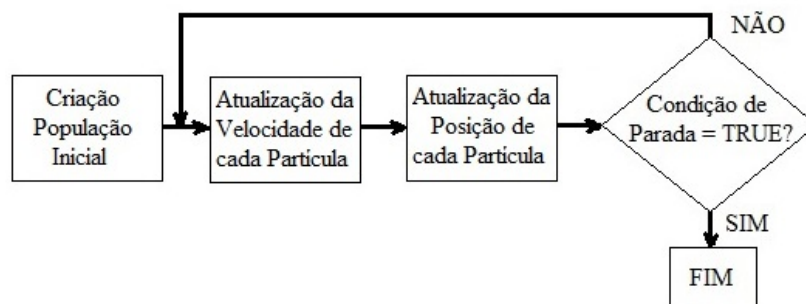 NÃO
Criação
População
Inicial
Atualização da
Velocidade de
cada Partícula
Atualização da
Posição de
cada Partícula
Condição de
Parada = TRUE?
SIM
FIM